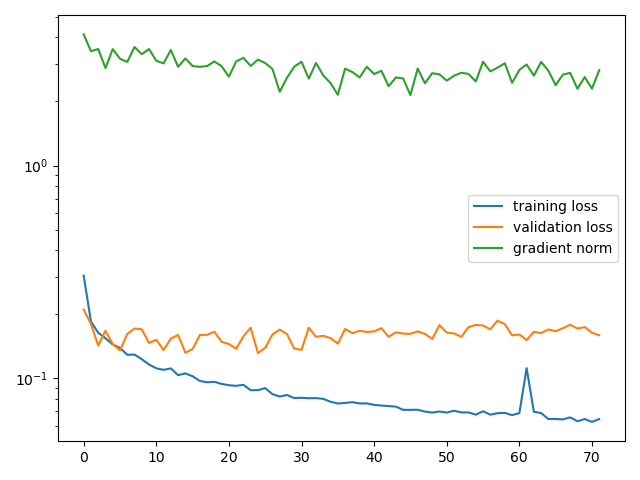 10⁰
10⁻¹
training loss
validation loss
gradient norm
0 10 20 30 40 50 60 70